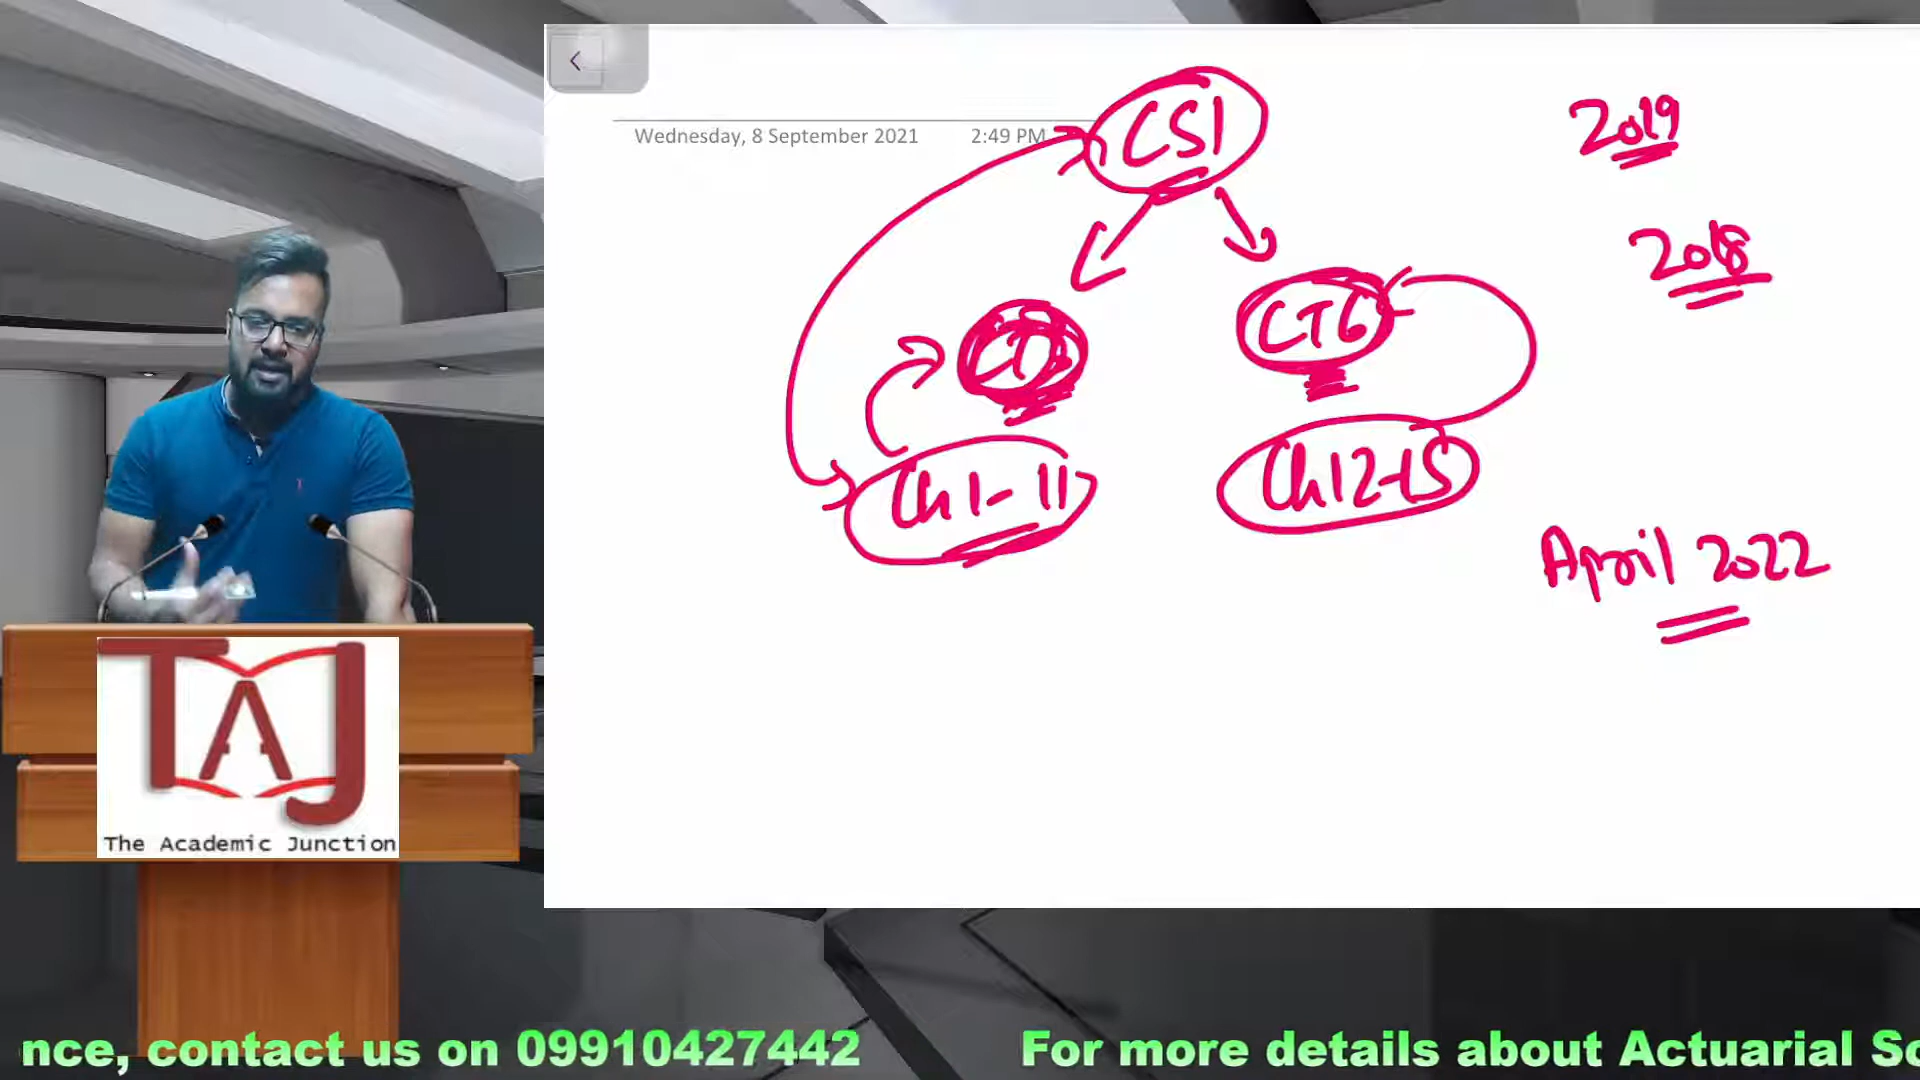 Wednesday, 8 September 2021
2:49 PM
CS1
2019
2018
CT6
Ch1-11
Ch12-15
April 2022
TAJ
The Academic Junction
nce, contact us on 09910427442
For more details about Actuarial Sc